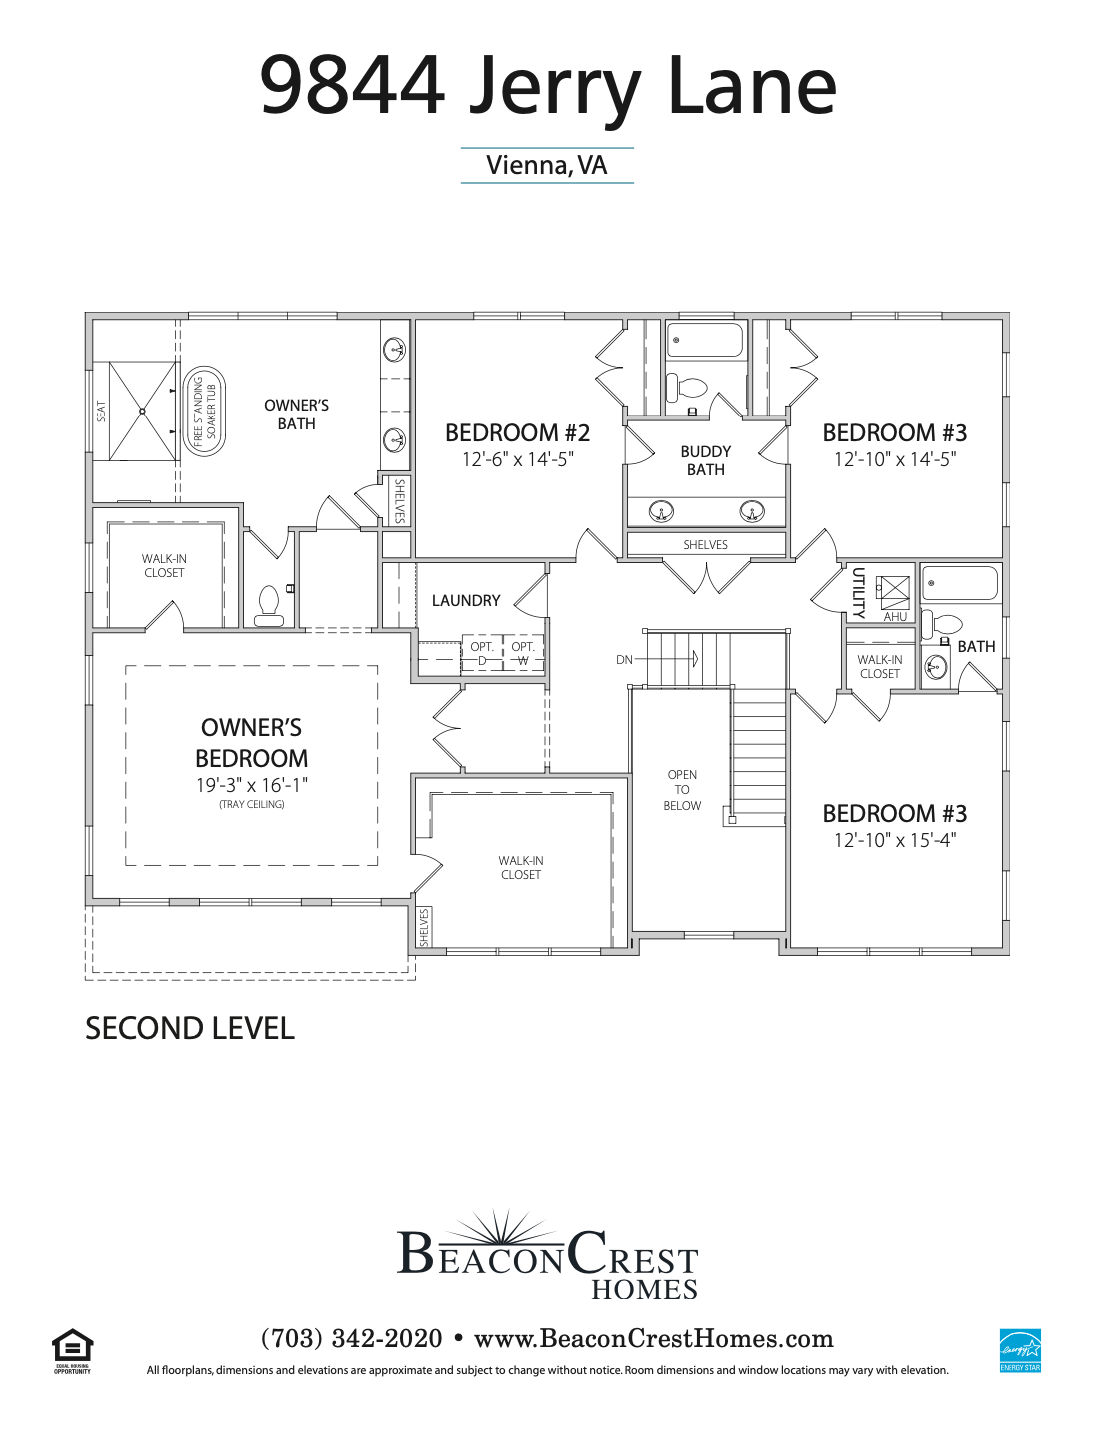 9844 Jerry Lane
Vienna, VA
SEAT
FREE STANDING
SOAKER TUB
OWNER'S
BATH
SHELVES
BEDROOM #2
12'-6" x 14'-5"
BUDDY
BATH
BEDROOM #3
12'-10" x 14'-5"
SHELVES
WALK-IN
CLOSET
LAUNDRY
OPT.
D
OPT.
W
UTILITY
AHU
BATH
WALK-IN
CLOSET
DN
OWNER'S
BEDROOM
19'-3" x 16'-1"
(TRAY CEILING)
OPEN
TO
BELOW
BEDROOM #3
12'-10" x 15'-4"
WALK-IN
CLOSET
SHELVES
SECOND LEVEL
BEACONCREST
HOMES
(703) 342-2020 • www.BeaconCrestHomes.com
All floorplans, dimensions and elevations are approximate and subject to change without notice. Room dimensions and window locations may vary with elevation.
EQUAL HOUSING
OPPORTUNITY
energy
ENERGY STAR